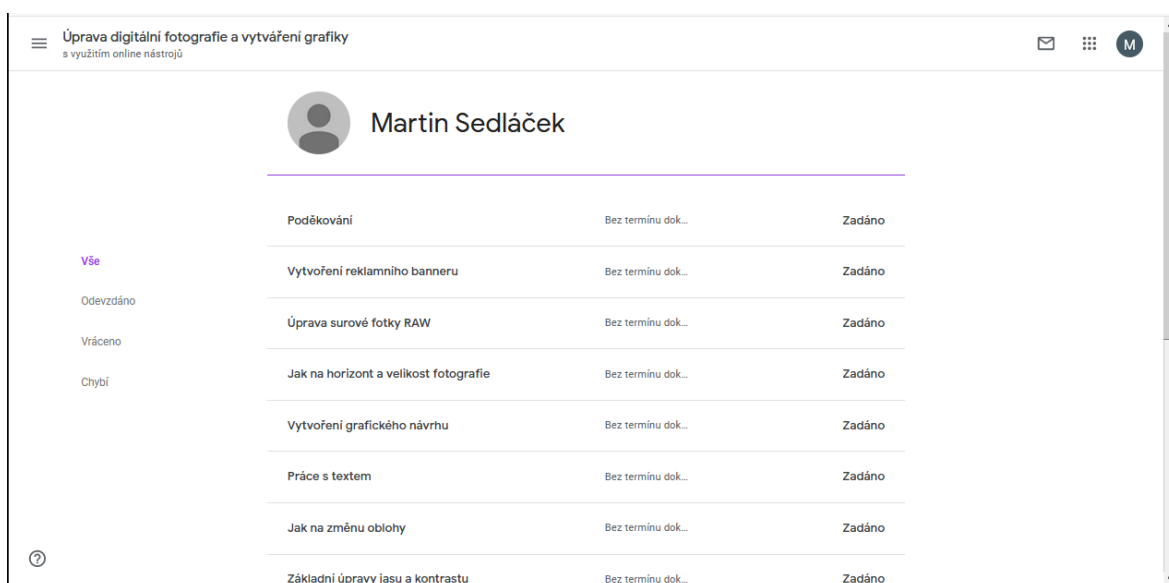 Úprava digitální fotografie a vytváření grafiky
s využitím online nástrojů
M
Martin Sedláček
Vše
Odevzdáno
Vráceno
Chybí
Poděkování Bez termínu dok... Zadáno
Vytvoření reklamního banneru Bez termínu dok... Zadáno
Úprava surové fotky RAW Bez termínu dok... Zadáno
Jak na horizont a velikost fotografie Bez termínu dok... Zadáno
Vytvoření grafického návrhu Bez termínu dok... Zadáno
Práce s textem Bez termínu dok... Zadáno
Jak na změnu oblohy Bez termínu dok... Zadáno
Základní úpravy jasu a kontrastu Bez termínu dok... Zadáno